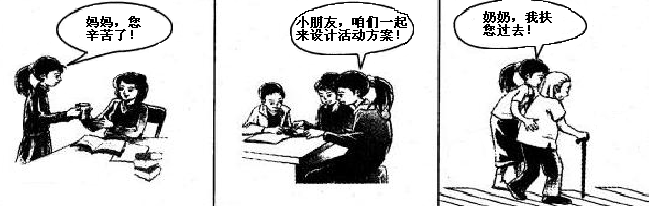 妈妈，您
辛苦了！
小朋友，咱们一起
来设计活动方案！
奶奶，我扶
您过去！